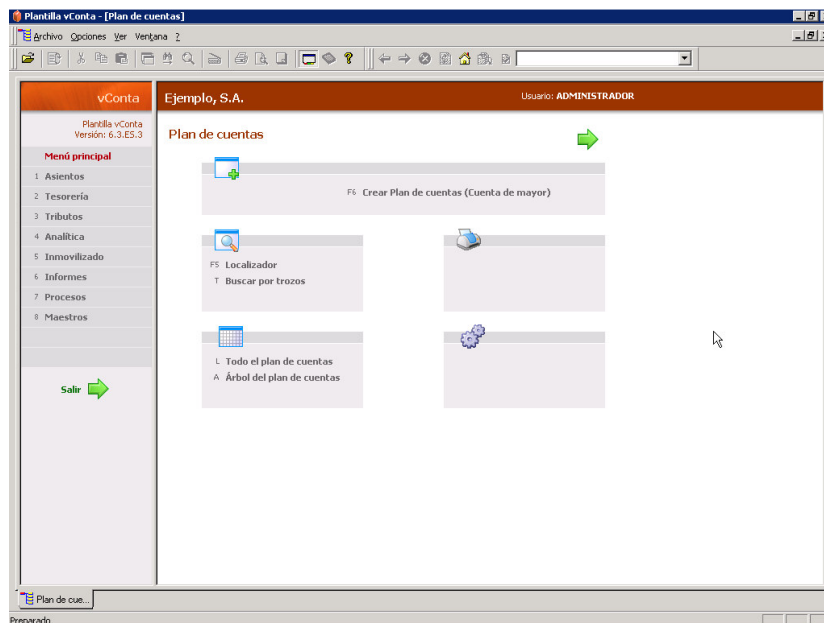 Plantilla vConta - [Plan de cuentas]
Archivo Opciones Ver Ventana ?
vConta
Ejemplo, S.A.
Usuario: ADMINISTRADOR
Plantilla vConta
Versión: 6.3.E5.3
Menú principal
1 Asientos
2 Tesorería
3 Tributos
4 Analítica
5 Inmovilizado
6 Informes
7 Procesos
8 Maestros
Salir
Plan de cuentas
F6 Crear Plan de cuentas (Cuenta de mayor)
F5 Localizador
T Buscar por trozos
L Todo el plan de cuentas
A Árbol del plan de cuentas
Plan de cue...
Preparado